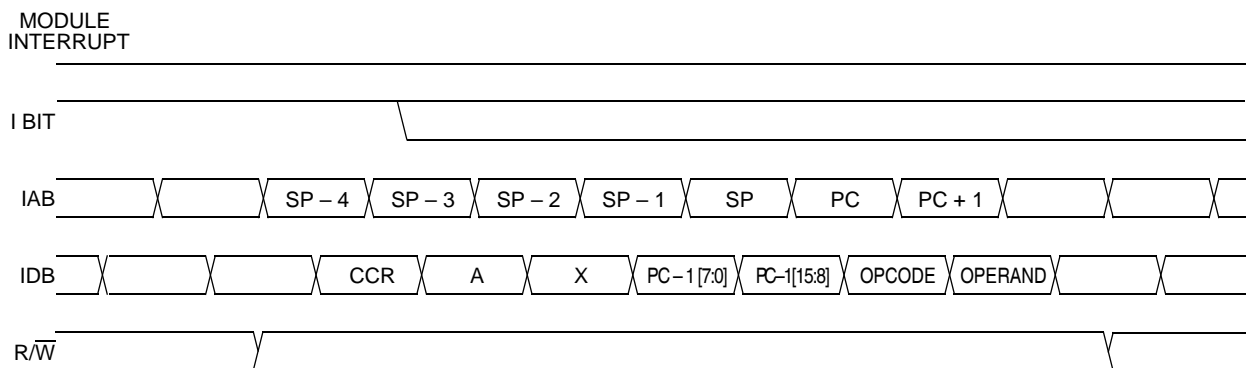 MODULE
INTERRUPT
I BIT
IAB SP – 4 SP – 3 SP – 2 SP – 1 SP PC PC + 1
IDB CCR A X PC – 1 [7:0] PC–1[15:8] OPCODE OPERAND
R/W̅